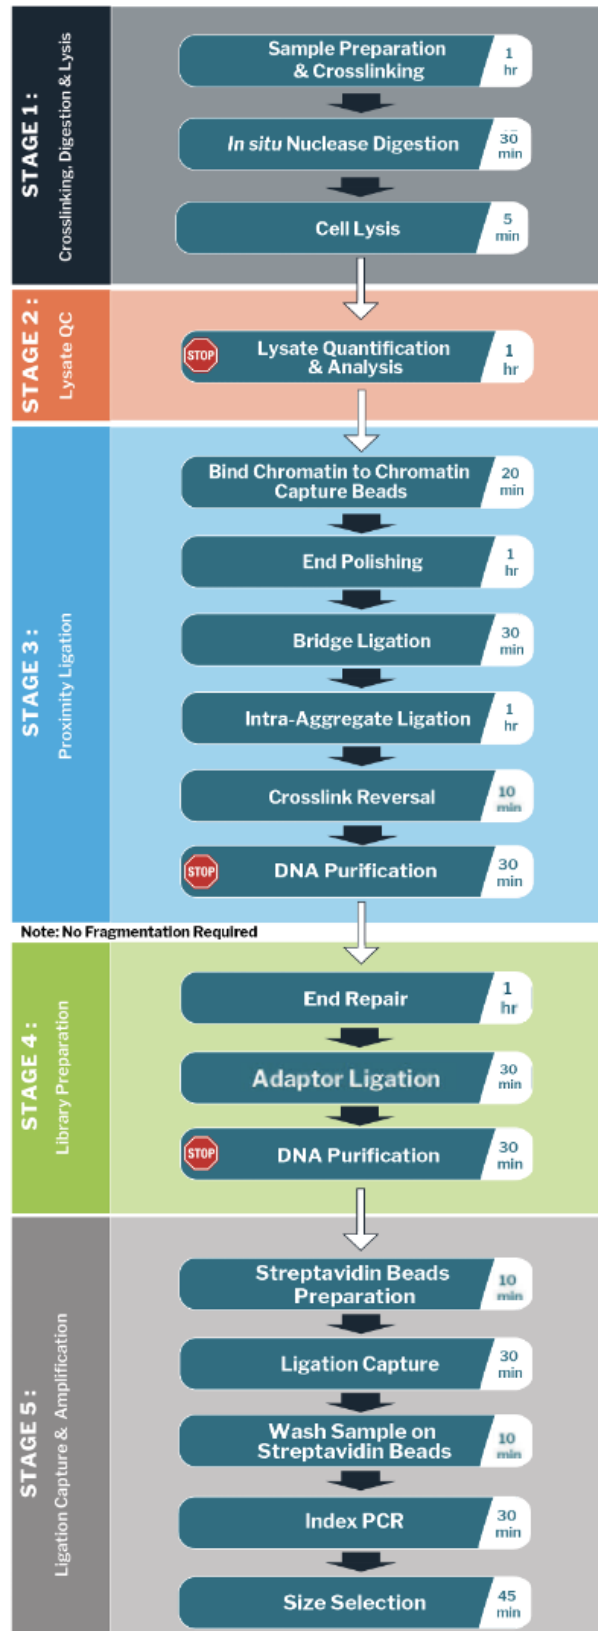 STAGE 1 :
Crosslinking, Digestion & Lysis
Sample Preparation
& Crosslinking
1
hr
In situ Nuclease Digestion
30
min
Cell Lysis
5
min
STAGE 2 :
Lysate QC
STOP
Lysate Quantification
& Analysis
1
hr
STAGE 3 :
Proximity Ligation
Bind Chromatin to Chromatin
Capture Beads
20
min
End Polishing
1
hr
Bridge Ligation
30
min
Intra-Aggregate Ligation
1
hr
Crosslink Reversal
10
min
STOP
DNA Purification
30
min
Note: No Fragmentation Required
STAGE 4 :
Library Preparation
End Repair
1
hr
Adaptor Ligation
30
min
STOP
DNA Purification
30
min
STAGE 5 :
Ligation Capture & Amplification
Streptavidin Beads
Preparation
10
min
Ligation Capture
30
min
Wash Sample on
Streptavidin Beads
10
min
Index PCR
30
min
Size Selection
45
min